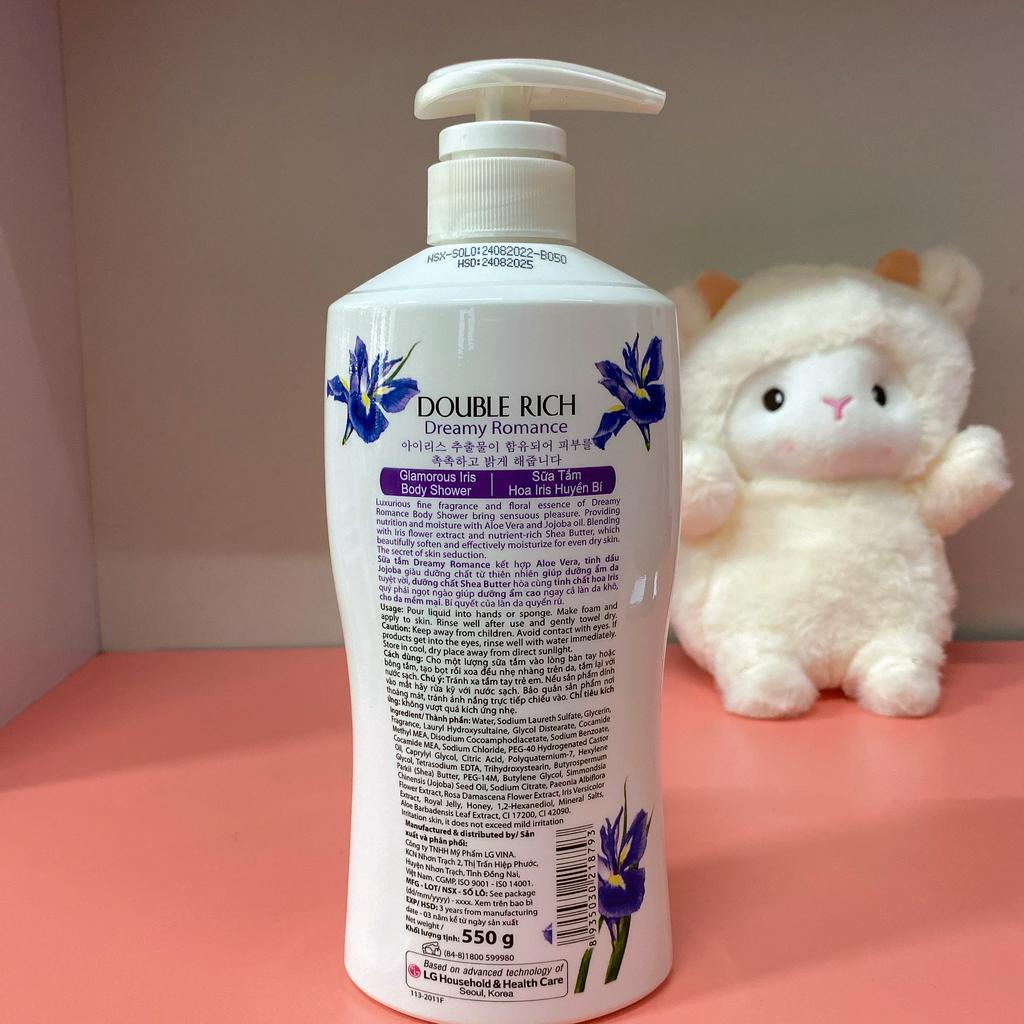 NSX-SOLO:24082022-B050
HSD:24082025
DOUBLE RICH
Dreamy Romance
아이리스 추출물이 함유되어 피부를
촉촉하고 밝게 해줍니다
Glamorous Iris
Body Shower
Sữa Tắm
Hoa Iris Huyền Bí
Luxurious fine fragrance and floral essence of Dreamy
Romance Body Shower bring sensuous pleasure. Providing
nutrition and moisture with Aloe Vera and Jojoba oil. Blending
with Iris flower extract and nutrient-rich Shea Butter, which
beautifully soften and effectively moisturize for even dry skin.
The secret of skin seduction.
Sữa tắm Dreamy Romance kết hợp Aloe Vera, tinh dầu
Jojoba giàu dưỡng chất từ thiên nhiên giúp dưỡng ẩm da
tuyệt vời, dưỡng chất Shea Butter hòa cùng tinh chất hoa Iris
quý phái ngọt ngào giúp dưỡng ẩm cao ngay cả làn da khô,
cho da mềm mại. Bí quyết của làn da quyến rũ.
Usage: Pour liquid into hands or sponge. Make foam and
apply to skin. Rinse well after use and gently towel dry.
Caution: Keep away from children. Avoid contact with eyes. If
products get into the eyes, rinse well with water immediately.
Store in cool, dry place away from direct sunlight.
Cách dùng: Cho một lượng sữa tắm vào lòng bàn tay hoặc
bông tắm, tạo bọt rồi xoa đều nhẹ nhàng trên da, tắm lại với
nước sạch. Chú ý: Tránh xa tầm tay trẻ em. Nếu sản phẩm dính
vào mắt hãy rửa kỹ với nước sạch. Bảo quản sản phẩm nơi
thoáng mát, tránh ánh nắng trực tiếp chiếu vào. Chỉ tiêu kích
ứng: không vượt quá kích ứng nhẹ.
Ingredient/ Thành phần: Water, Sodium Laureth Sulfate, Glycerin,
Fragrance, Lauryl Hydroxysultaine, Glycol Distearate, Cocamide
Methyl MEA, Disodium Cocoamphodiacetate, Sodium Benzoate,
Cocamide MEA, Sodium Chloride, PEG-40 Hydrogenated Castor
Oil, Caprylyl Glycol, Citric Acid, Polyquaternium-7, Hexylene
Glycol, Tetrasodium EDTA, Trihydroxystearin, Butyrospermum
Parkii (Shea) Butter, PEG-14M, Butylene Glycol, Simmondsia
Chinensis (Jojoba) Seed Oil, Sodium Citrate, Paeonia Albiflora
Flower Extract, Rosa Damascena Flower Extract, Iris Versicolor
Extract, Royal Jelly, Honey, 1,2-Hexanediol, Mineral Salts,
Aloe Barbadensis Leaf Extract, CI 17200, CI 42090.
Irritation skin, it does not exceed mild irritation
Manufactured & distributed by/ Sản
xuất và phân phối:
Công ty TNHH Mỹ Phẩm LG VINA.
KCN Nhơn Trạch 2, Thị Trấn Hiệp Phước,
Huyện Nhơn Trạch, Tỉnh Đồng Nai,
Việt Nam. CGMP, ISO 9001 - ISO 14001.
MFG - LOT/ NSX - SỐ LÔ: See package
(dd/mm/yyyy) - xxxx. Xem trên bao bì
EXP/ HSD: 3 years from manufacturing
date - 03 năm kể từ ngày sản xuất
Net weight /
Khối lượng tịnh: 550 g
(84-8)1800 599980
8935030218793
Based on advanced technology of
LG Household & Health Care
Seoul, Korea
113-2011F